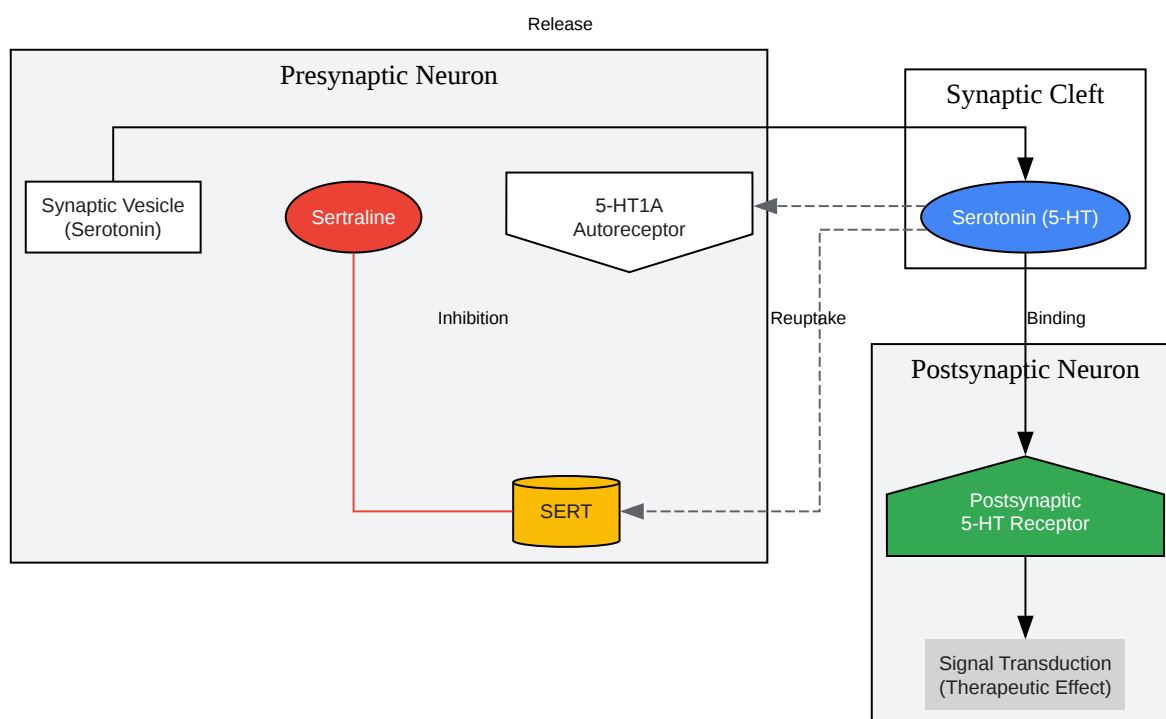 Release
Presynaptic Neuron
Synaptic Cleft
Synaptic Vesicle
(Serotonin)
Sertraline
5-HT1A
Autoreceptor
Serotonin (5-HT)
Inhibition
Reuptake
Binding
Postsynaptic Neuron
SERT
Postsynaptic
5-HT Receptor
Signal Transduction
(Therapeutic Effect)